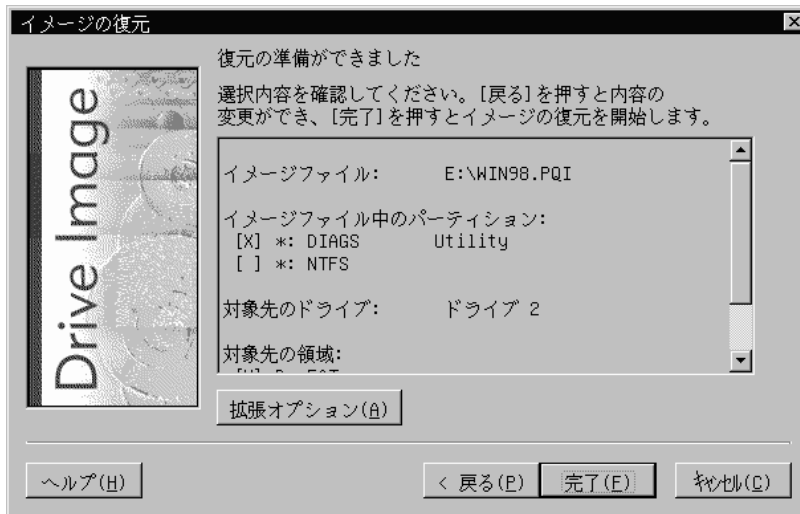 イメージの復元
Drive Image
復元の準備ができました
選択内容を確認してください。[戻る]を押すと内容の
変更ができ、[完了]を押すとイメージの復元を開始します。
イメージファイル: E:\WIN98.PQI
イメージファイル中のパーティション:
[X] *: DIAGS Utility
[ ] *: NTFS
対象先のドライブ: ドライブ 2
対象先の領域:
拡張オプション(A)
ヘルプ(H)
< 戻る(P)
完了(F)
ｷｬﾝｾﾙ(C)